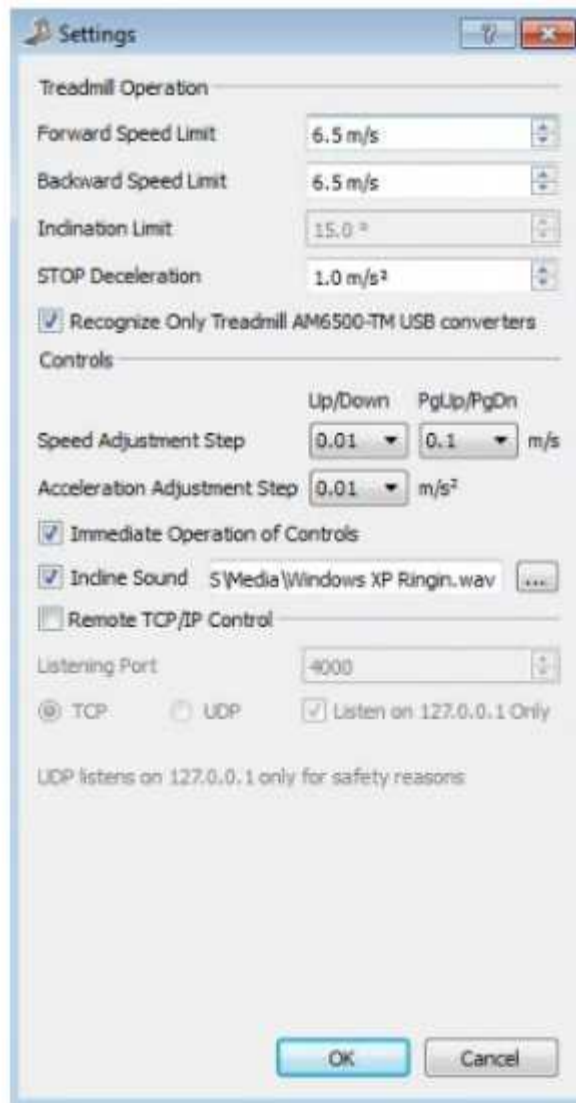 Settings
Treadmill Operation
Forward Speed Limit 6.5 m/s
Backward Speed Limit 6.5 m/s
Inclination Limit 15.0 °
STOP Deceleration 1.0 m/s²
Recognize Only Treadmill AM6500-TM USB converters
Controls
Up/Down PgUp/PgDn
Speed Adjustment Step 0.01 0.1 m/s
Acceleration Adjustment Step 0.01 m/s²
Immediate Operation of Controls
Incline Sound S\Media\Windows XP Ringin.wav ...
Remote TCP/IP Control
Listening Port 4000
TCP UDP Listen on 127.0.0.1 Only
UDP listens on 127.0.0.1 only for safety reasons
OK Cancel